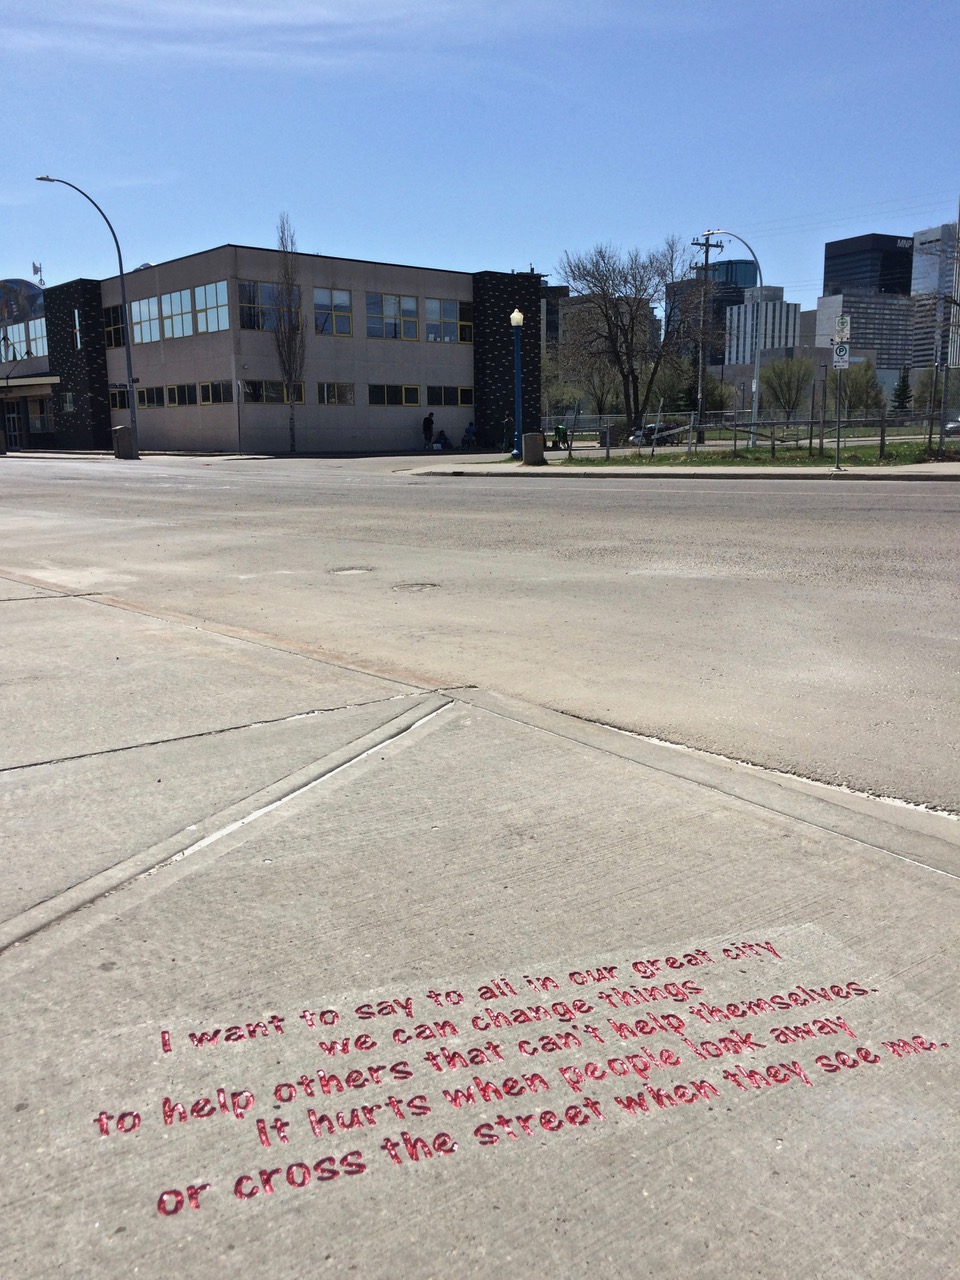 MNP
P
I want to say to all in our great city
we can change things
to help others that can't help themselves.
It hurts when people look away
or cross the street when they see me.